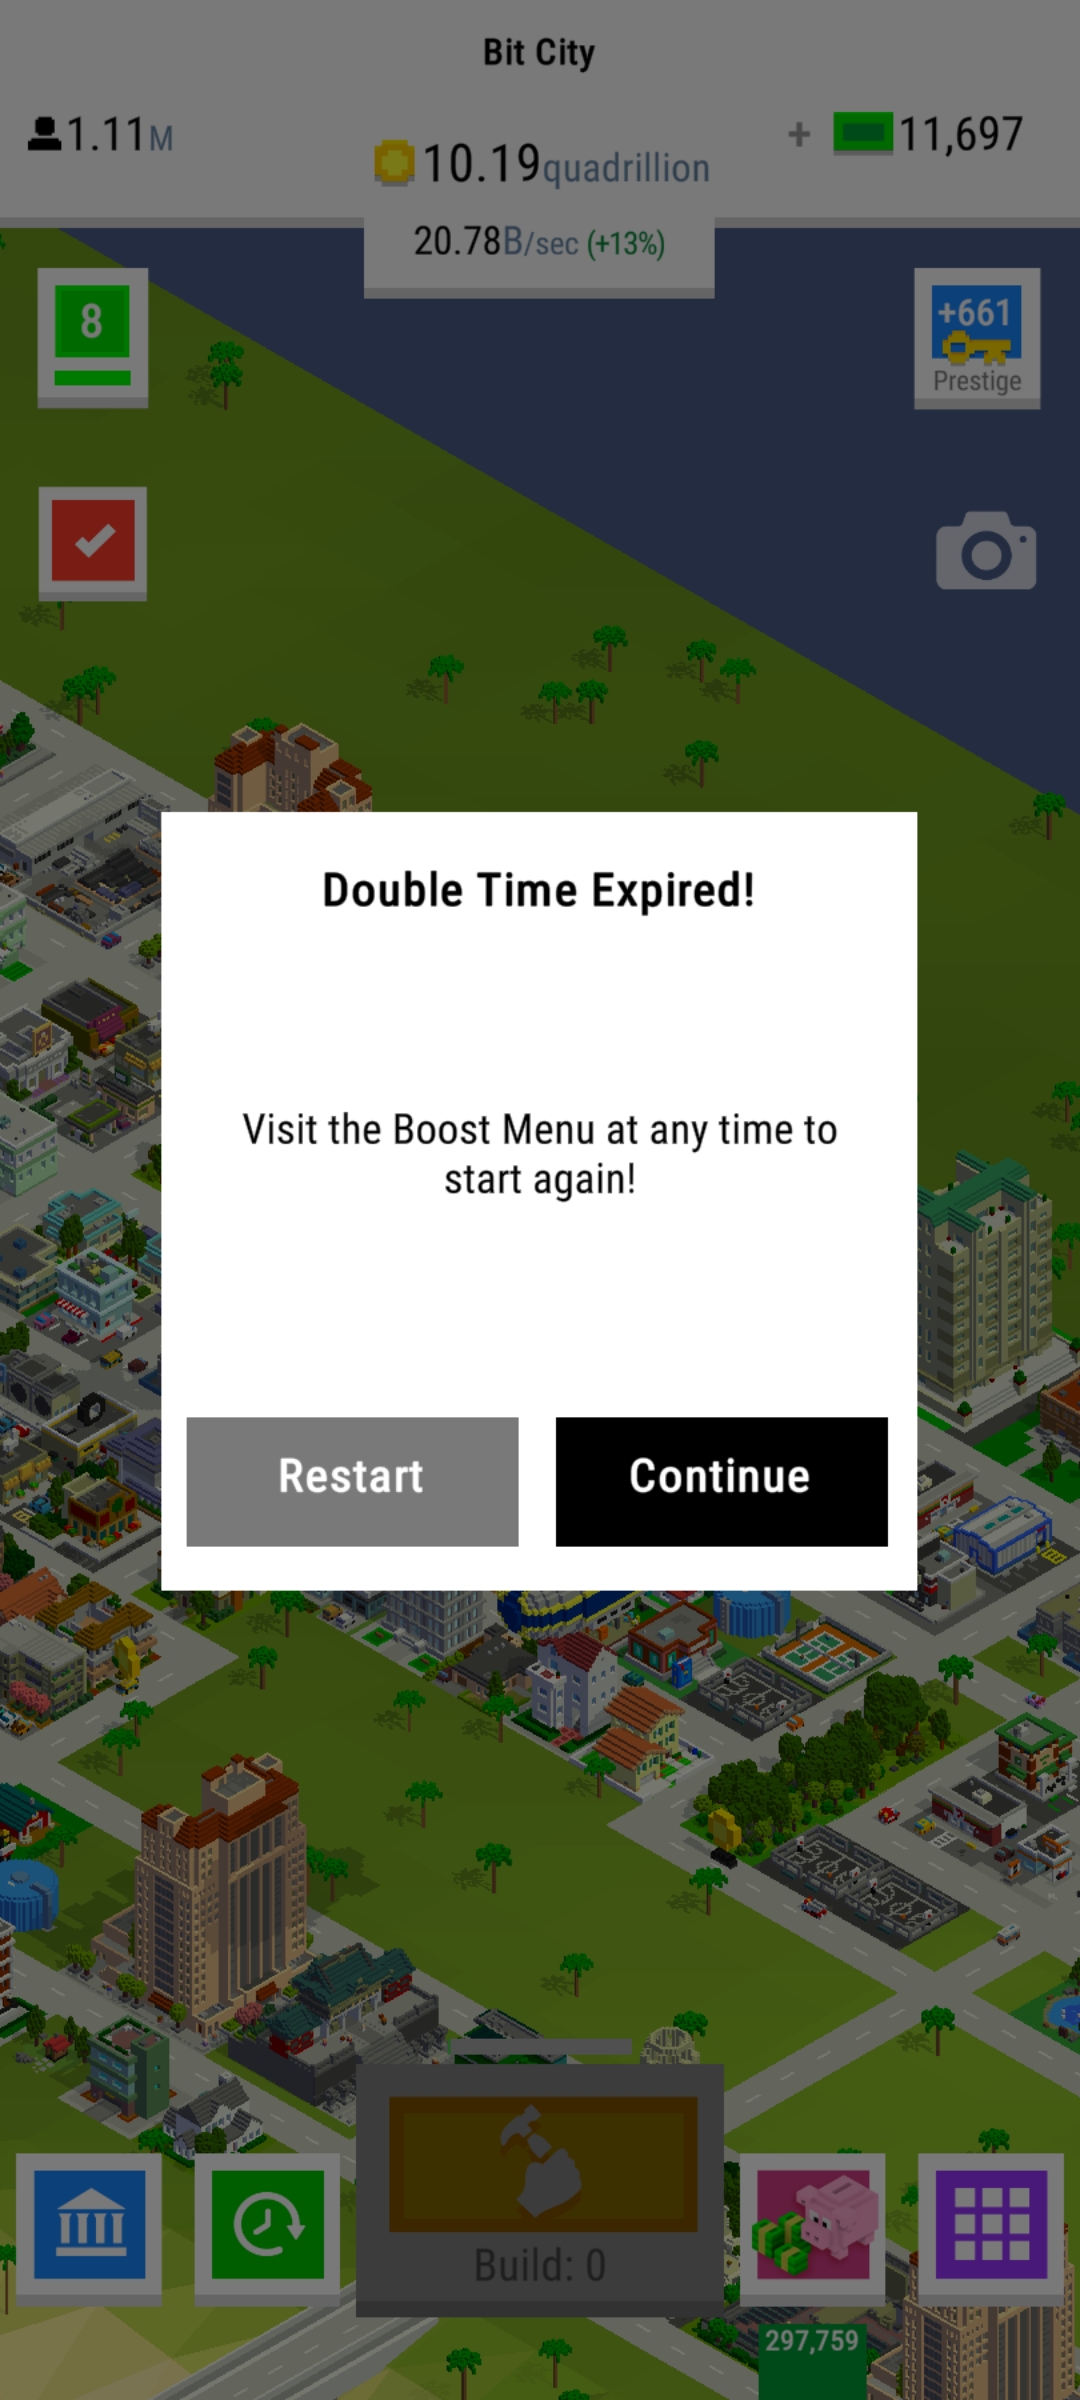 Bit City
1.11M
10.19quadrillion
+ 11,697
20.78B/sec (+13%)
8
+661
Prestige
Double Time Expired!
Visit the Boost Menu at any time to
start again!
Restart
Continue
Build: 0
297,759